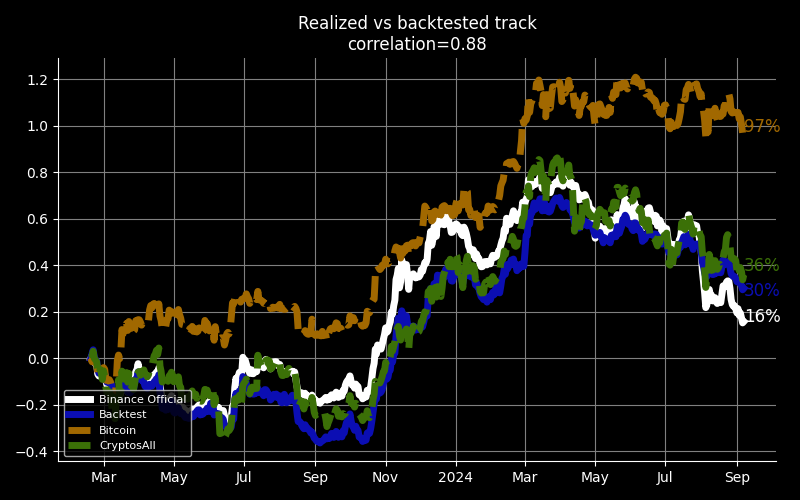 Realized vs backtested track
correlation=0.88
1.2
1.0
0.8
0.6
0.4
0.2
0.0
−0.2
−0.4
97%
36%
30%
16%
Binance Official
Backtest
Bitcoin
CryptosAll
Mar May Jul Sep Nov 2024 Mar May Jul Sep